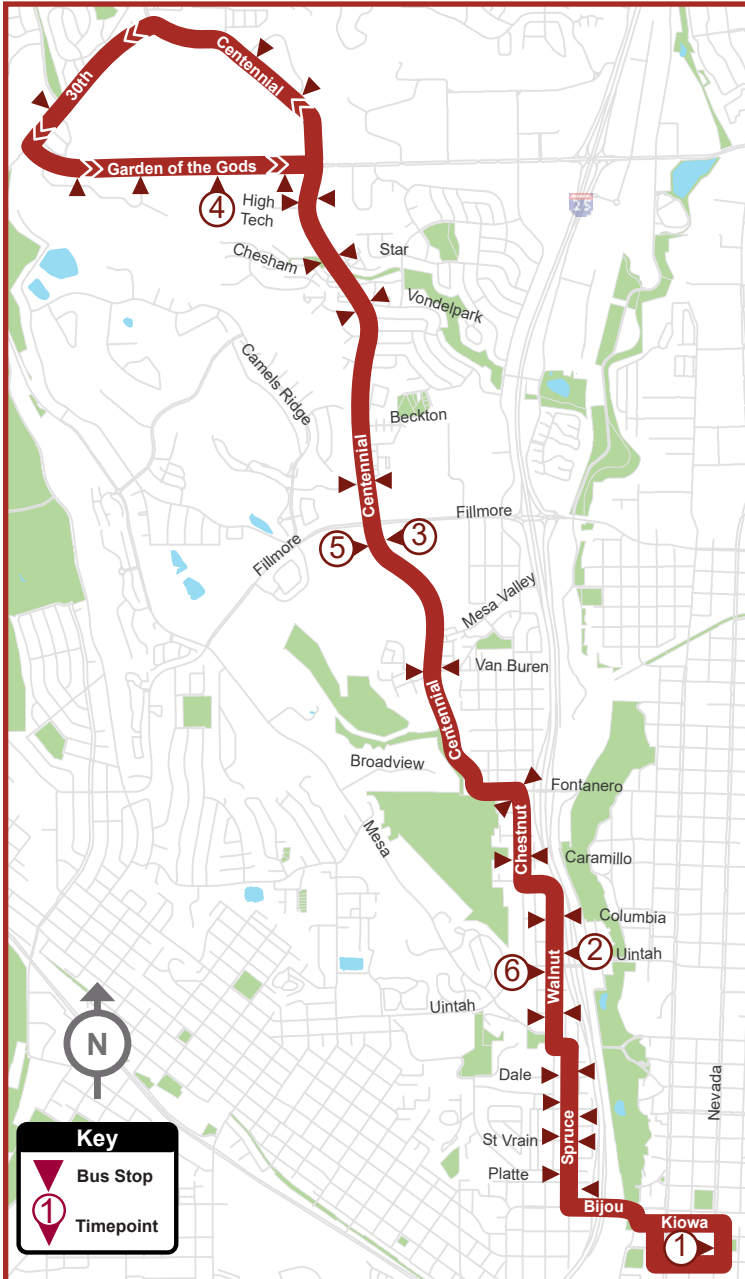 Centennial
30th
Garden of the Gods
4
High
Tech
25
Chesham
Star
Vondelpark
Camels Ridge
Beckton
Centennial
Fillmore
3
5
Fillmore
Mesa Valley
Van Buren
Centennial
Broadview
Fontanero
Mesa
Chestnut
Caramillo
Columbia
2
Uintah
6
Walnut
Uintah
N
Dale
Nevada
Key
Bus Stop
1
Timepoint
St Vrain
Spruce
Platte
Bijou
Kiowa
1